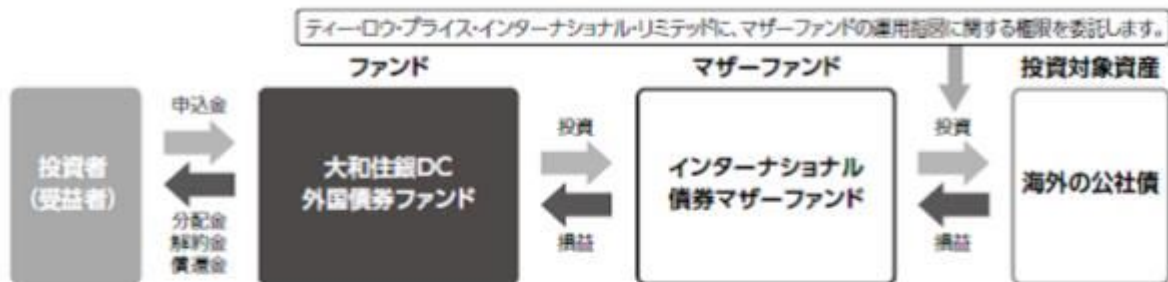 ティー・ロウ・プライス・インターナショナル・リミテッドに、マザーファンドの運用指図に関する権限を委託します。
ファンド
マザーファンド
投資対象資産
投資者
(受益者)
申込金
分配金
解約金
償還金
大和住銀DC
外国債券ファンド
投資
損益
インターナショナル
債券マザーファンド
投資
損益
海外の公社債